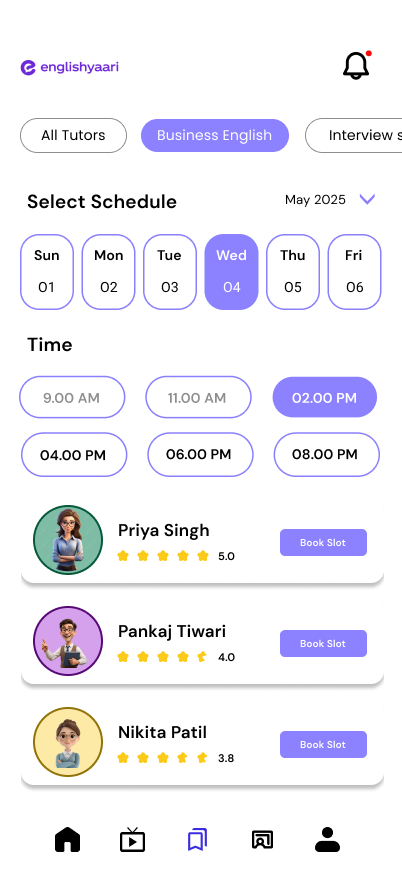 englishyaari
All Tutors Business English Interview s
Select Schedule May 2025
Sun Mon Tue Wed Thu Fri
01 02 03 04 05 06
Time
9.00 AM 11.00 AM 02.00 PM
04.00 PM 06.00 PM 08.00 PM
Priya Singh
5.0 Book Slot
Pankaj Tiwari
4.0 Book Slot
Nikita Patil
3.8 Book Slot